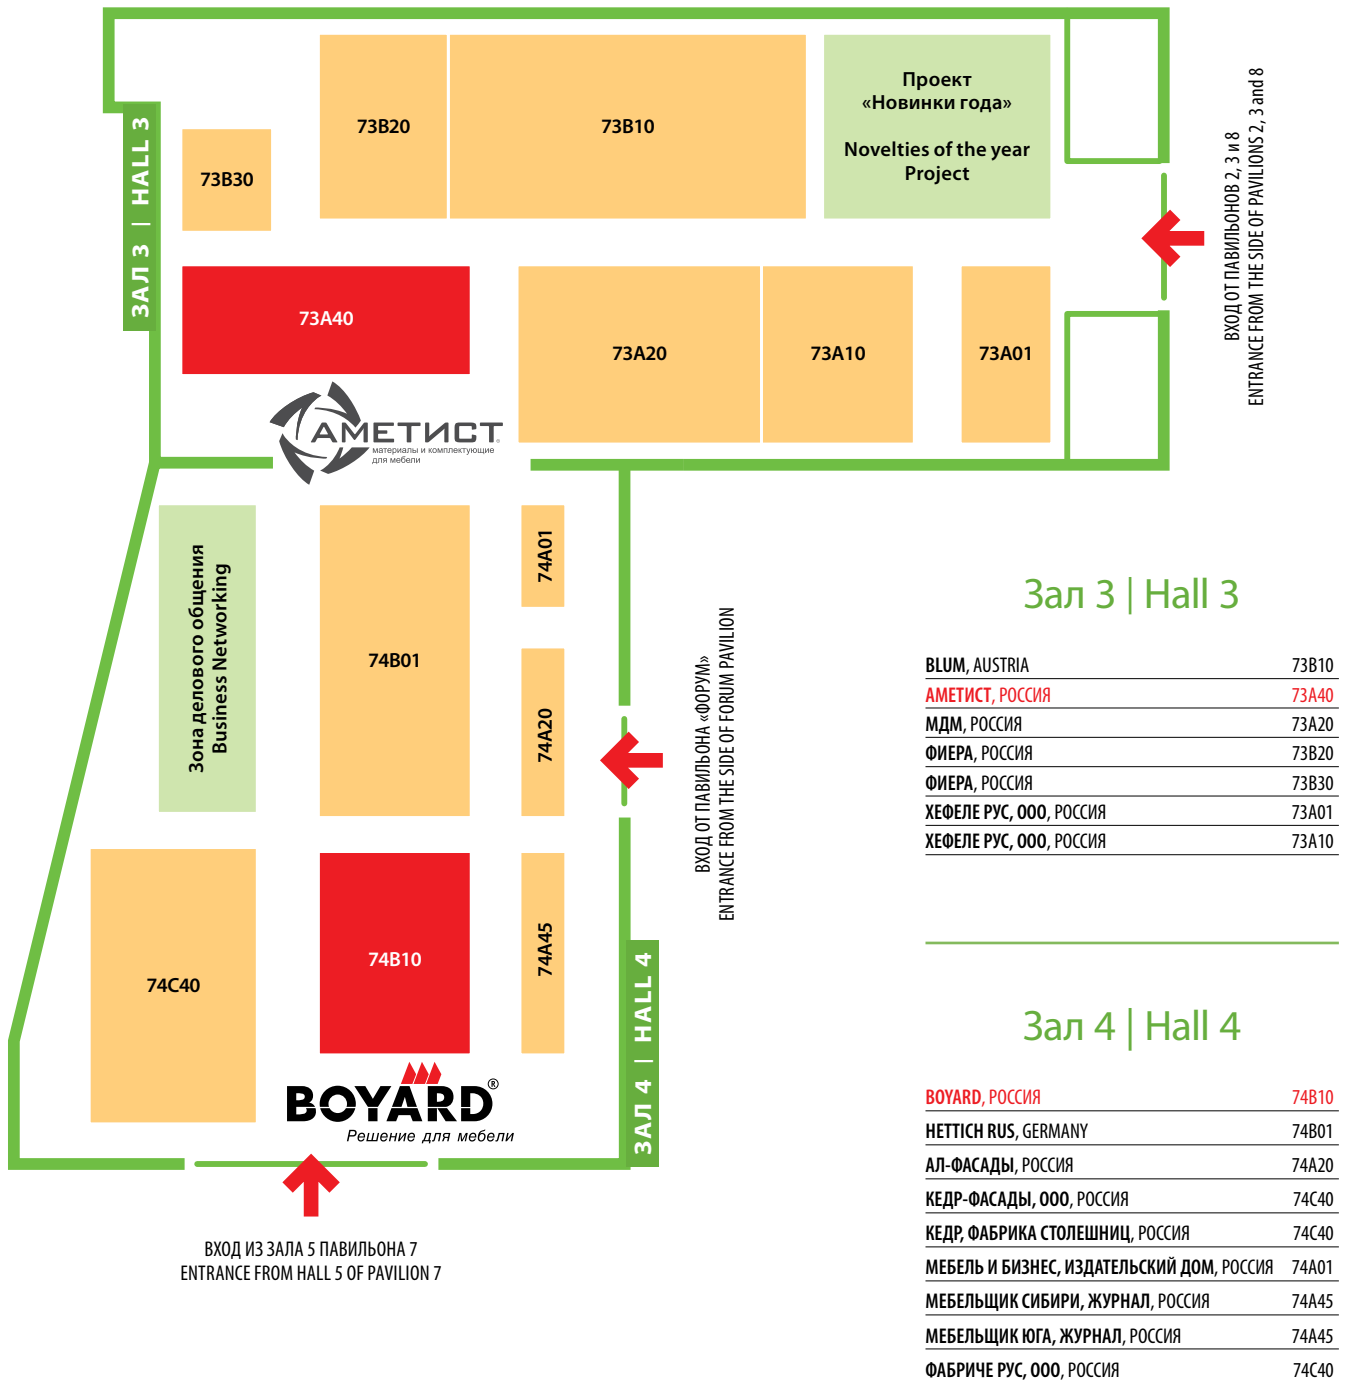 Проект
«Новинки года»
Novelties of the year
Project
73B20
73B10
73B30
ЗАЛ 3 | HALL 3
ВХОД ОТ ПАВИЛЬОНОВ 2, 3 и 8
ENTRANCE FROM THE SIDE OF PAVILIONS 2, 3 and 8
73A40
73A20
73A10
73A01
АМЕТИСТ®
материалы и комплектующие
для мебели
Зона делового общения
Business Networking
74B01
74A01
74A20
ВХОД ОТ ПАВИЛЬОНА «ФОРУМ»
ENTRANCE FROM THE SIDE OF FORUM PAVILION
74C40
74B10
74A45
ЗАЛ 4 | HALL 4
BOYARD®
Решение для мебели
ВХОД ИЗ ЗАЛА 5 ПАВИЛЬОНА 7
ENTRANCE FROM HALL 5 OF PAVILION 7
Зал 3 | Hall 3
BLUM, AUSTRIA 73B10
АМЕТИСТ, РОССИЯ 73A40
МДМ, РОССИЯ 73A20
ФИЕРА, РОССИЯ 73B20
ФИЕРА, РОССИЯ 73B30
ХЕФЕЛЕ РУС, ООО, РОССИЯ 73A01
ХЕФЕЛЕ РУС, ООО, РОССИЯ 73A10
Зал 4 | Hall 4
BOYARD, РОССИЯ 74B10
HETTICH RUS, GERMANY 74B01
АЛ-ФАСАДЫ, РОССИЯ 74A20
КЕДР-ФАСАДЫ, ООО, РОССИЯ 74C40
КЕДР, ФАБРИКА СТОЛЕШНИЦ, РОССИЯ 74C40
МЕБЕЛЬ И БИЗНЕС, ИЗДАТЕЛЬСКИЙ ДОМ, РОССИЯ 74A01
МЕБЕЛЬЩИК СИБИРИ, ЖУРНАЛ, РОССИЯ 74A45
МЕБЕЛЬЩИК ЮГА, ЖУРНАЛ, РОССИЯ 74A45
ФАБРИЧЕ РУС, ООО, РОССИЯ 74C40